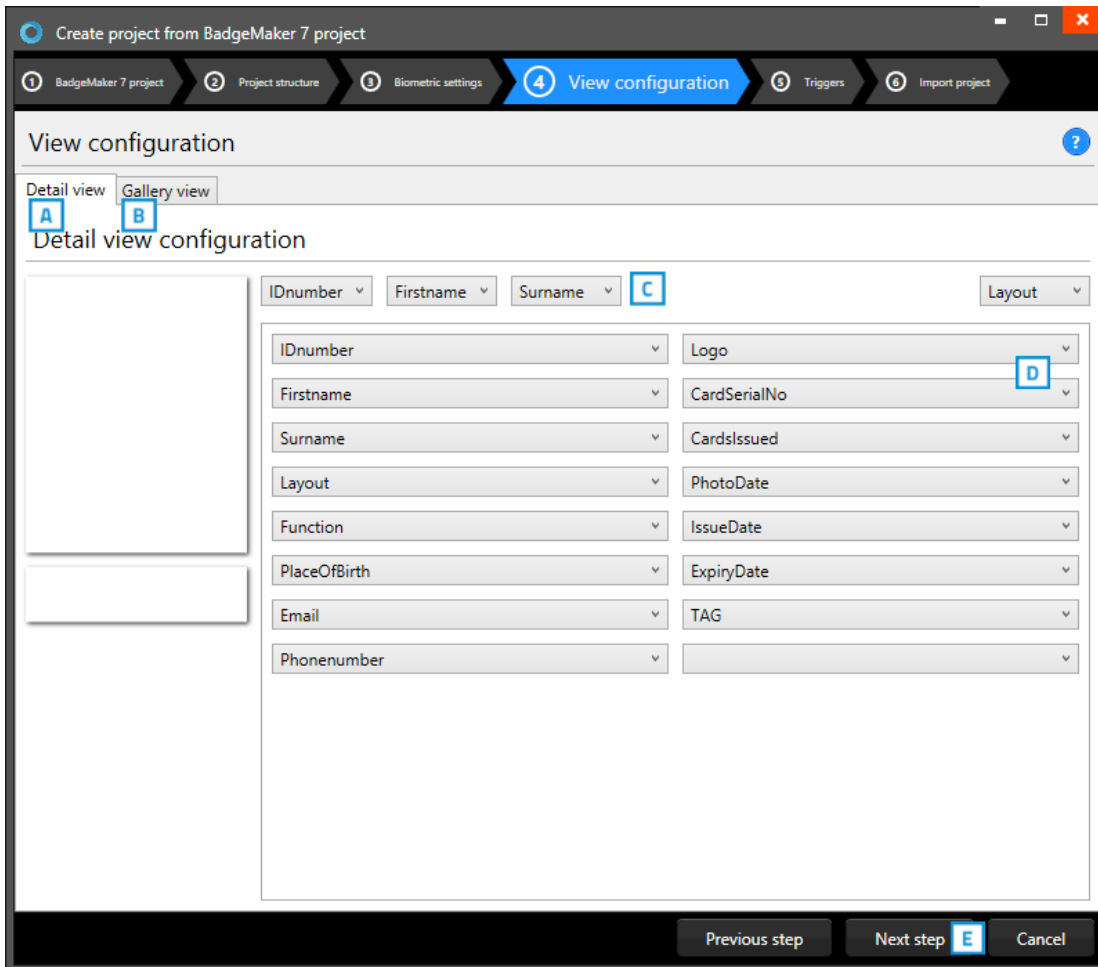 Create project from BadgeMaker 7 project
1 BadgeMaker 7 project 2 Project structure 3 Biometric settings 4 View configuration 5 Triggers 6 Import project
View configuration ?
Detail view Gallery view
A B
Detail view configuration
IDnumber Firstname Surname C Layout
IDnumber Logo
D
Firstname CardSerialNo
Surname CardsIssued
Layout PhotoDate
Function IssueDate
PlaceOfBirth ExpiryDate
Email TAG
Phonenumber
Previous step Next step E Cancel